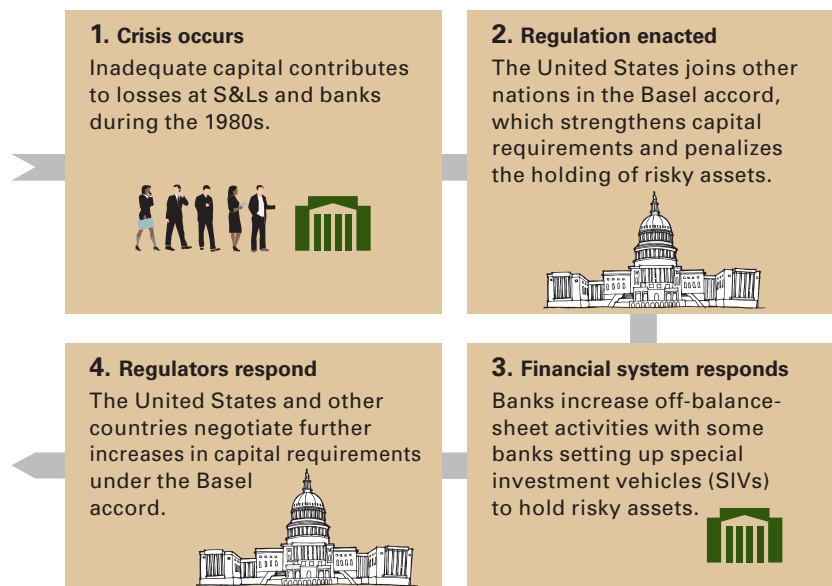 1. Crisis occurs
Inadequate capital contributes
to losses at S&Ls and banks
during the 1980s.
2. Regulation enacted
The United States joins other
nations in the Basel accord,
which strengthens capital
requirements and penalizes
the holding of risky assets.
3. Financial system responds
Banks increase off-balance-
sheet activities with some
banks setting up special
investment vehicles (SIVs)
to hold risky assets.
4. Regulators respond
The United States and other
countries negotiate further
increases in capital requirements
under the Basel
accord.